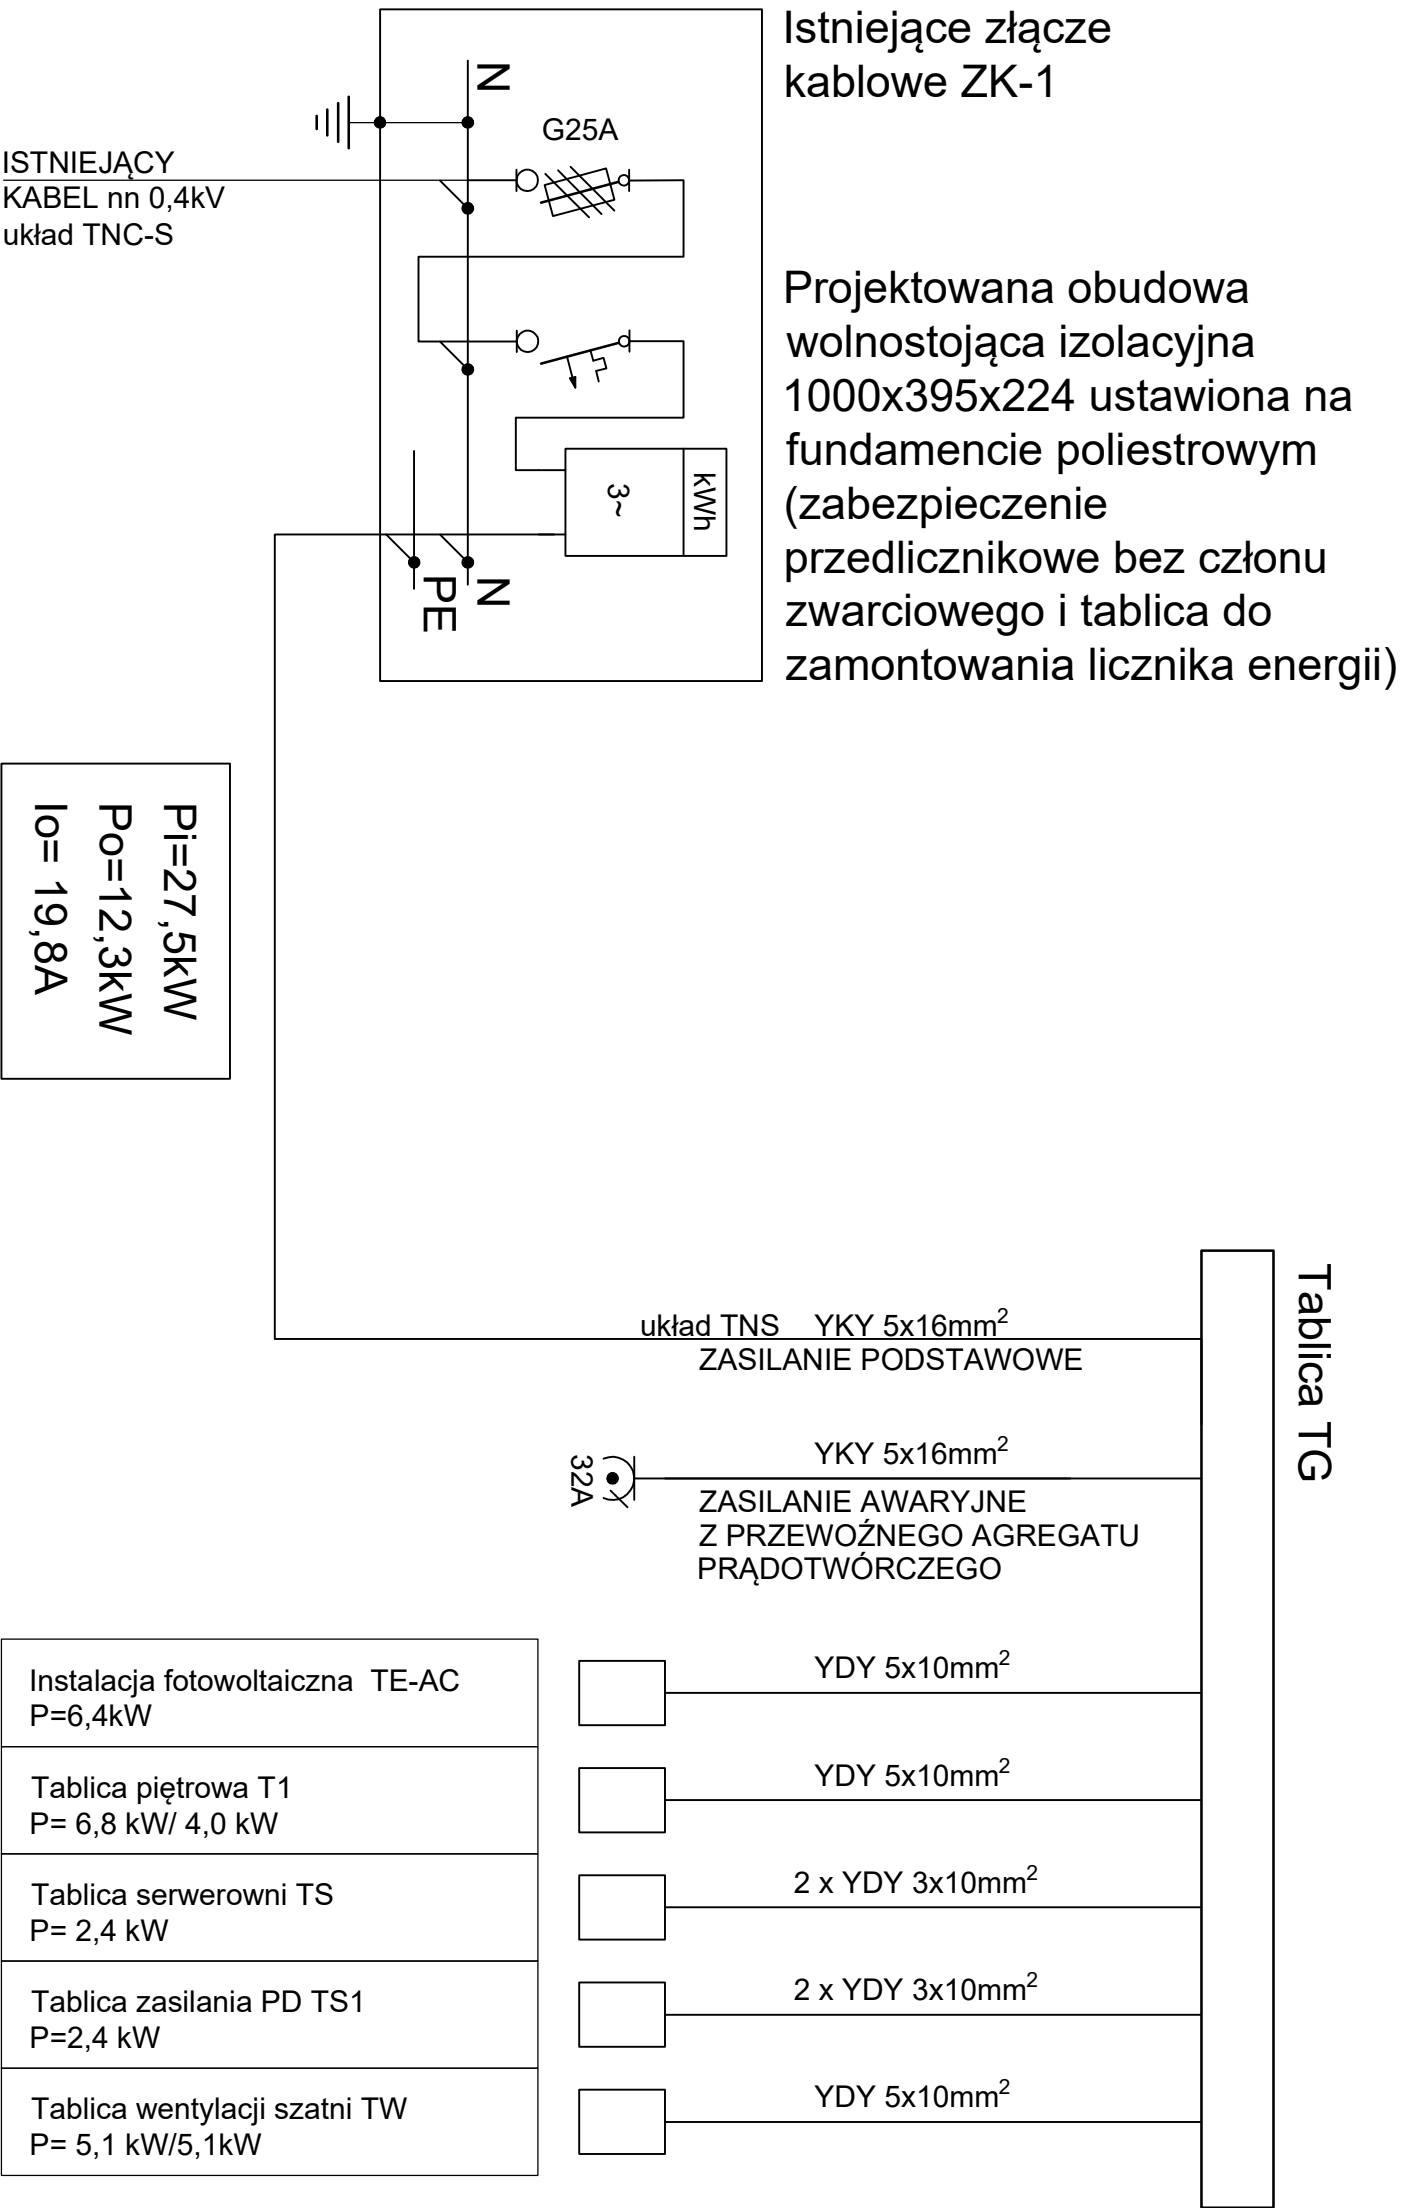 Istniejące złącze
kablowe ZK-1
N
G25A
ISTNIEJĄCY
KABEL nn 0,4kV
układ TNC-S
Projektowana obudowa
wolnostojąca izolacyjna
1000x395x224 ustawiona na
fundamencie poliestrowym
(zabezpieczenie
przedlicznikowe bez członu
zwarciowego i tablica do
zamontowania licznika energii)
3~
kWh
PE
N
Pi=27,5kW
Po=12,3kW
Io= 19,8A
Tablica TG
układ TNS YKY 5x16mm²
ZASILANIE PODSTAWOWE
YKY 5x16mm²
32A
ZASILANIE AWARYJNE
Z PRZEWOŹNEGO AGREGATU
PRĄDOTWÓRCZEGO
Instalacja fotowoltaiczna TE-AC
P=6,4kW
YDY 5x10mm²
Tablica piętrowa T1
P= 6,8 kW/ 4,0 kW
YDY 5x10mm²
Tablica serwerowni TS
P= 2,4 kW
2 x YDY 3x10mm²
Tablica zasilania PD TS1
P=2,4 kW
2 x YDY 3x10mm²
Tablica wentylacji szatni TW
P= 5,1 kW/5,1kW
YDY 5x10mm²